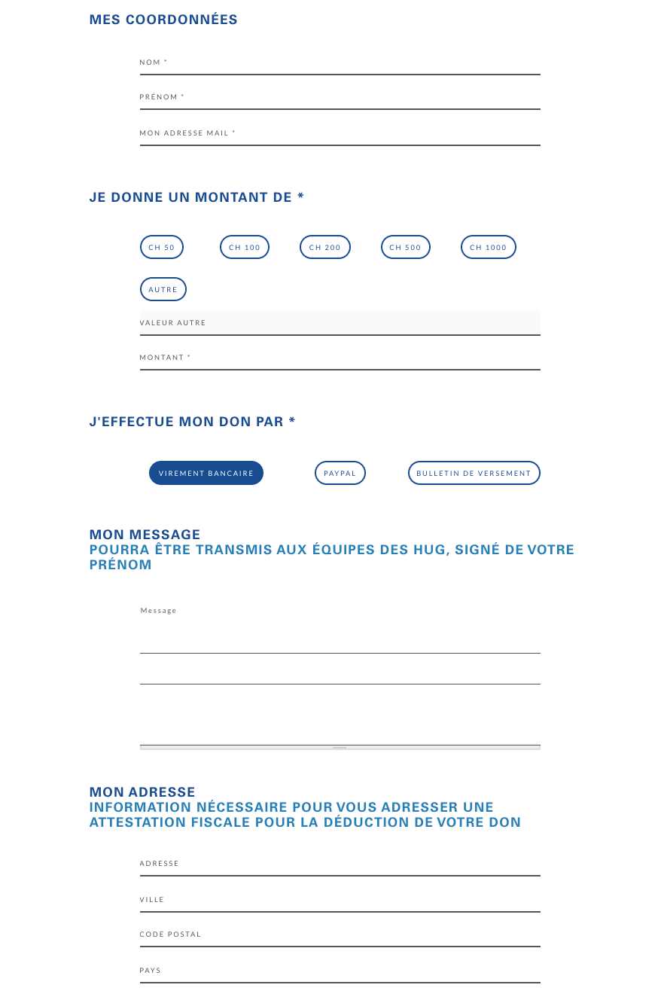 MES COORDONNÉES
NOM *
PRÉNOM *
MON ADRESSE MAIL *
JE DONNE UN MONTANT DE *
CH 50 CH 100 CH 200 CH 500 CH 1000
AUTRE
VALEUR AUTRE
MONTANT *
J'EFFECTUE MON DON PAR *
VIREMENT BANCAIRE PAYPAL BULLETIN DE VERSEMENT
MON MESSAGE
POURRA ÊTRE TRANSMIS AUX ÉQUIPES DES HUG, SIGNÉ DE VOTRE
PRÉNOM
Message
MON ADRESSE
INFORMATION NÉCESSAIRE POUR VOUS ADRESSER UNE
ATTESTATION FISCALE POUR LA DÉDUCTION DE VOTRE DON
ADRESSE
VILLE
CODE POSTAL
PAYS